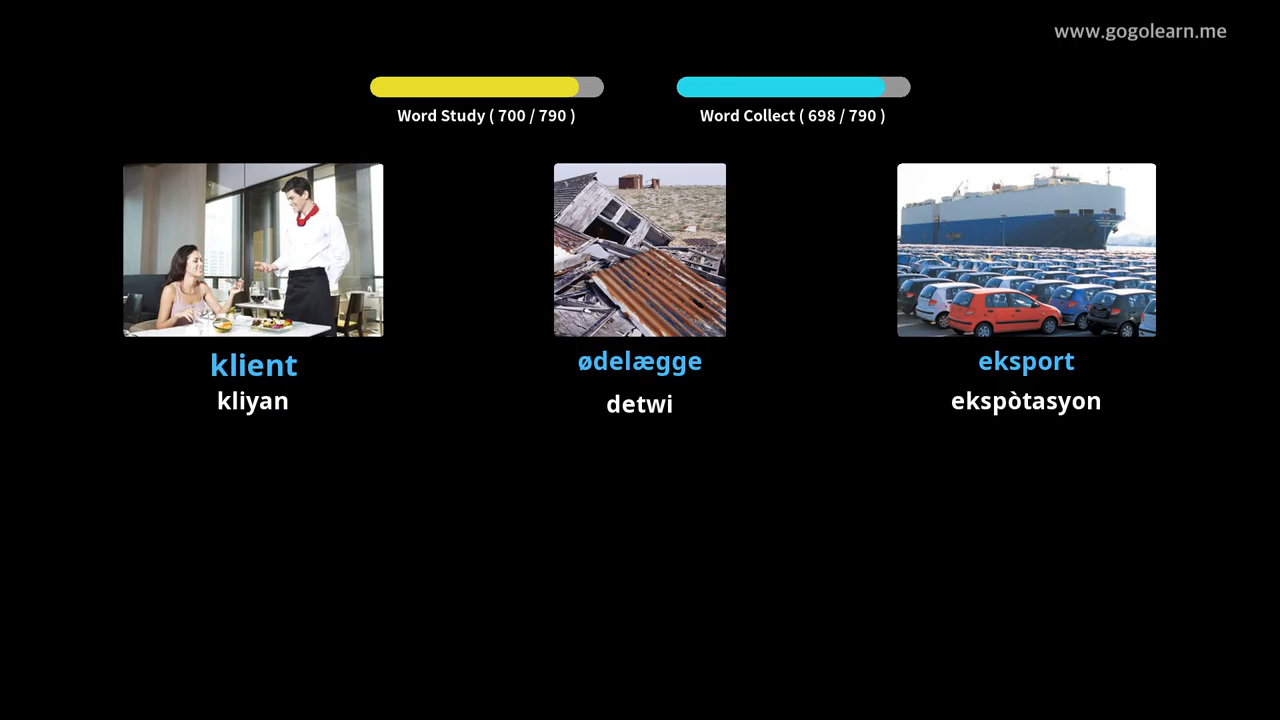 www.gogolearn.me
Word Study ( 700 / 790 )
Word Collect ( 698 / 790 )
klient
kliyan
ødelægge
detwi
eksport
ekspòtasyon